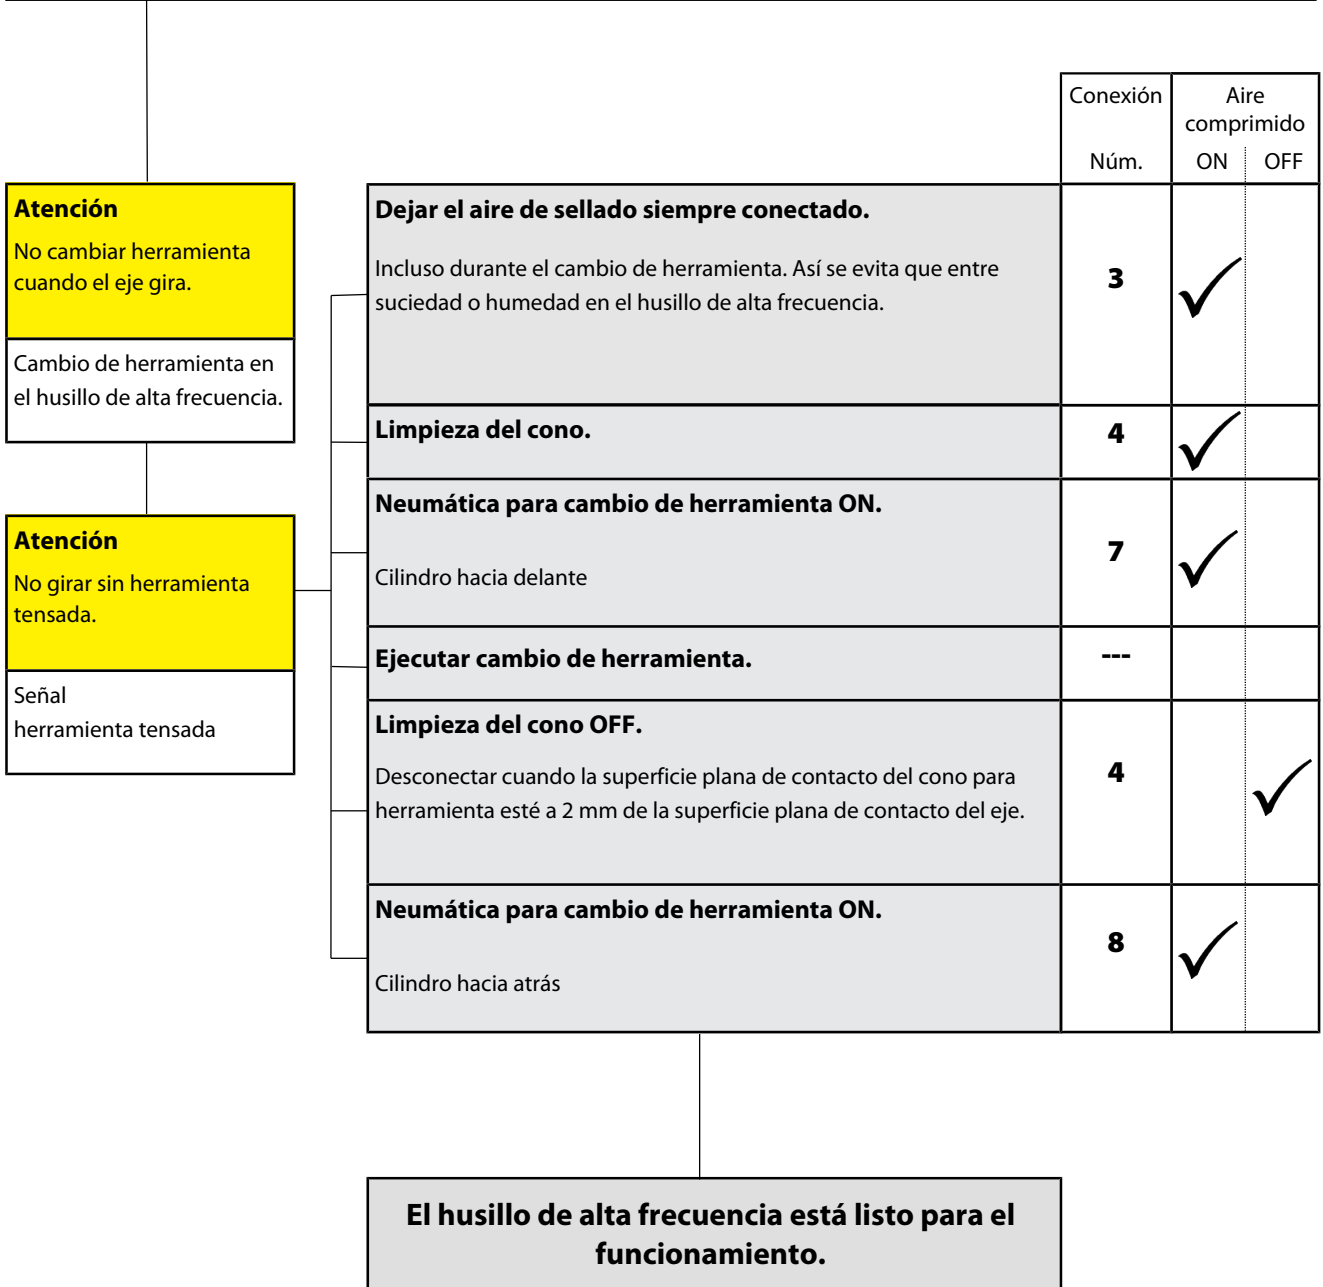 Conexión
Aire
comprimido
Núm.
ON
OFF
Atención
No cambiar herramienta
cuando el eje gira.
Cambio de herramienta en
el husillo de alta frecuencia.
Atención
No girar sin herramienta
tensada.
Señal
herramienta tensada
Dejar el aire de sellado siempre conectado.
Incluso durante el cambio de herramienta. Así se evita que entre
suciedad o humedad en el husillo de alta frecuencia.
3
Limpieza del cono.
4
Neumática para cambio de herramienta ON.
Cilindro hacia delante
7
Ejecutar cambio de herramienta.
---
Limpieza del cono OFF.
Desconectar cuando la superficie plana de contacto del cono para
herramienta esté a 2 mm de la superficie plana de contacto del eje.
4
Neumática para cambio de herramienta ON.
Cilindro hacia atrás
8
El husillo de alta frecuencia está listo para el
funcionamiento.